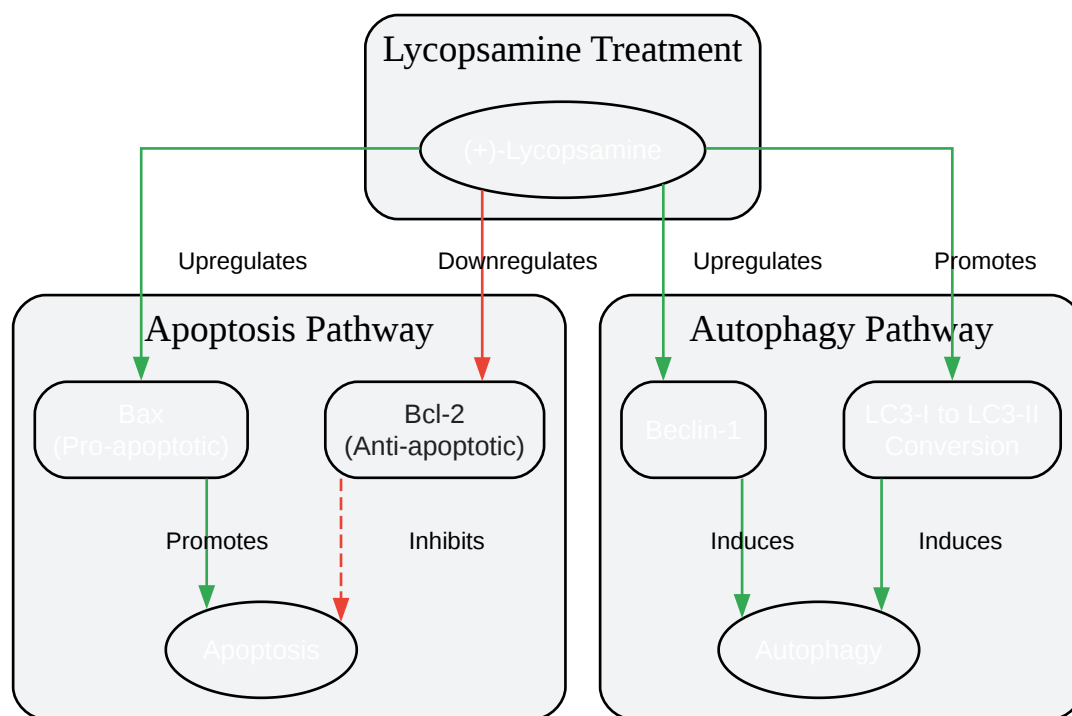 Lycopsamine Treatment
(+)-Lycopsamine
Upregulates
Downregulates
Upregulates
Promotes
Apoptosis Pathway
Autophagy Pathway
Bax
(Pro-apoptotic)
Bcl-2
(Anti-apoptotic)
Beclin-1
LC3-I to LC3-II
Conversion
Promotes
Inhibits
Induces
Induces
Apoptosis
Autophagy